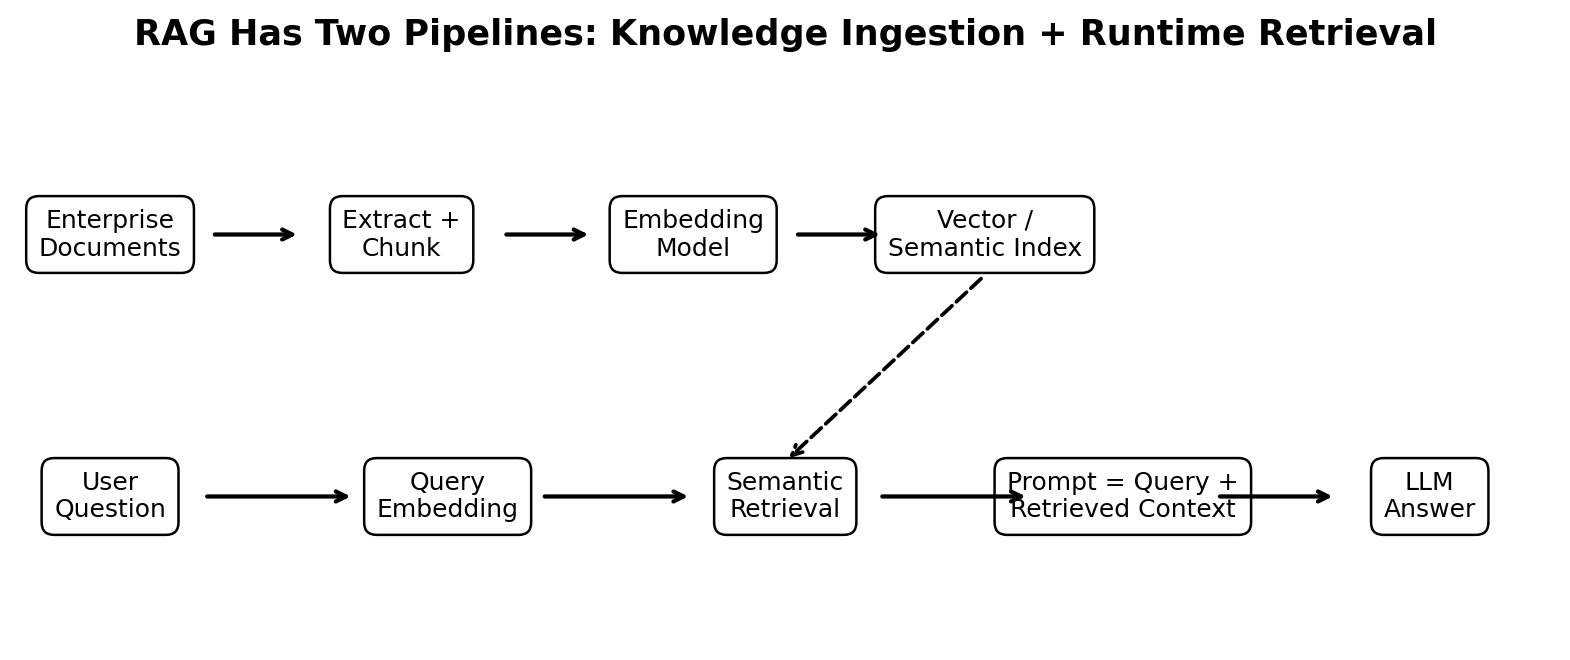 RAG Has Two Pipelines: Knowledge Ingestion + Runtime Retrieval
Enterprise
Documents
Extract +
Chunk
Embedding
Model
Vector /
Semantic Index
User
Question
Query
Embedding
Semantic
Retrieval
Prompt = Query +
Retrieved Context
LLM
Answer